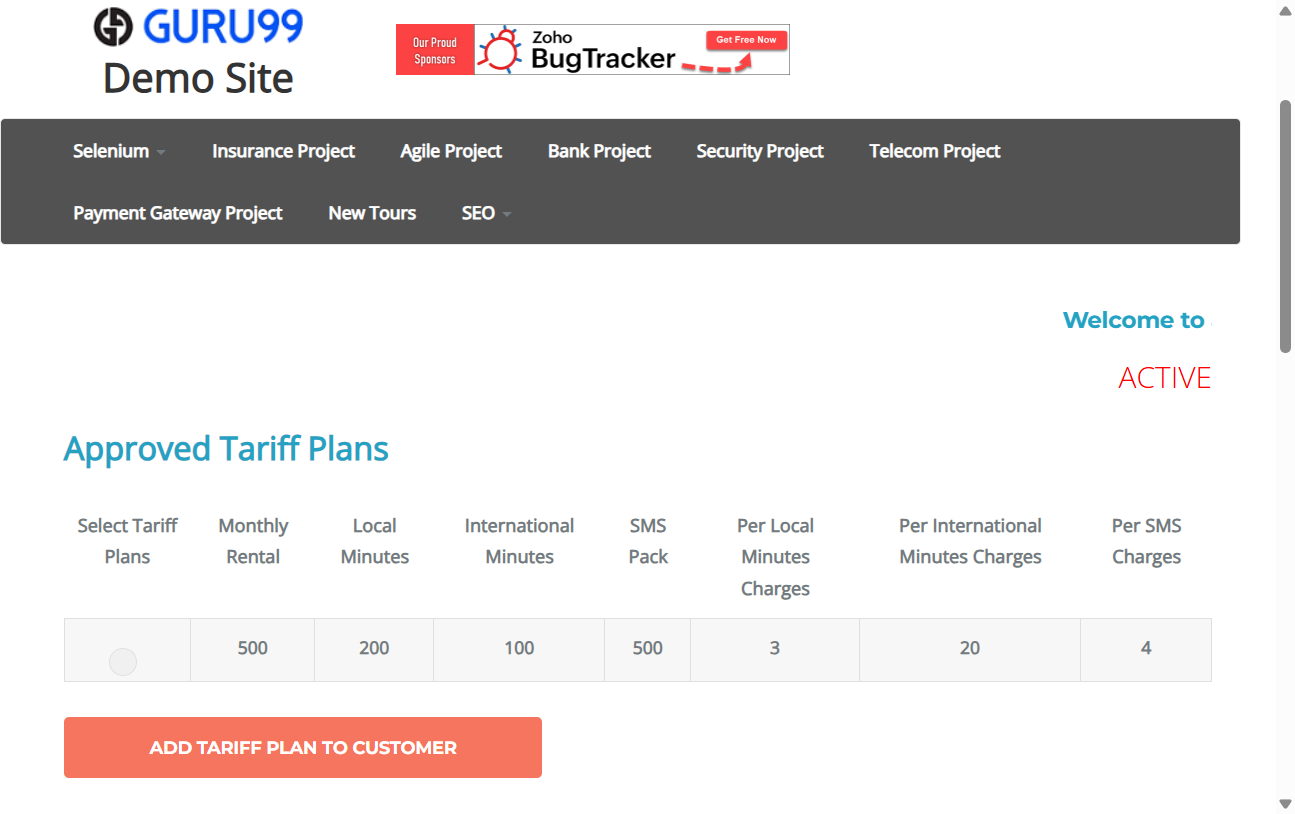 GURU99
Demo Site
Our Proud
Sponsors
Zoho
BugTracker
Get Free Now
Selenium Insurance Project Agile Project Bank Project Security Project Telecom Project
Payment Gateway Project New Tours SEO
Welcome to
ACTIVE
Approved Tariff Plans
Select Tariff Monthly Local International SMS Per Local Per International Per SMS
Plans Rental Minutes Minutes Pack Minutes Minutes Charges Charges
Charges
500 200 100 500 3 20 4
ADD TARIFF PLAN TO CUSTOMER